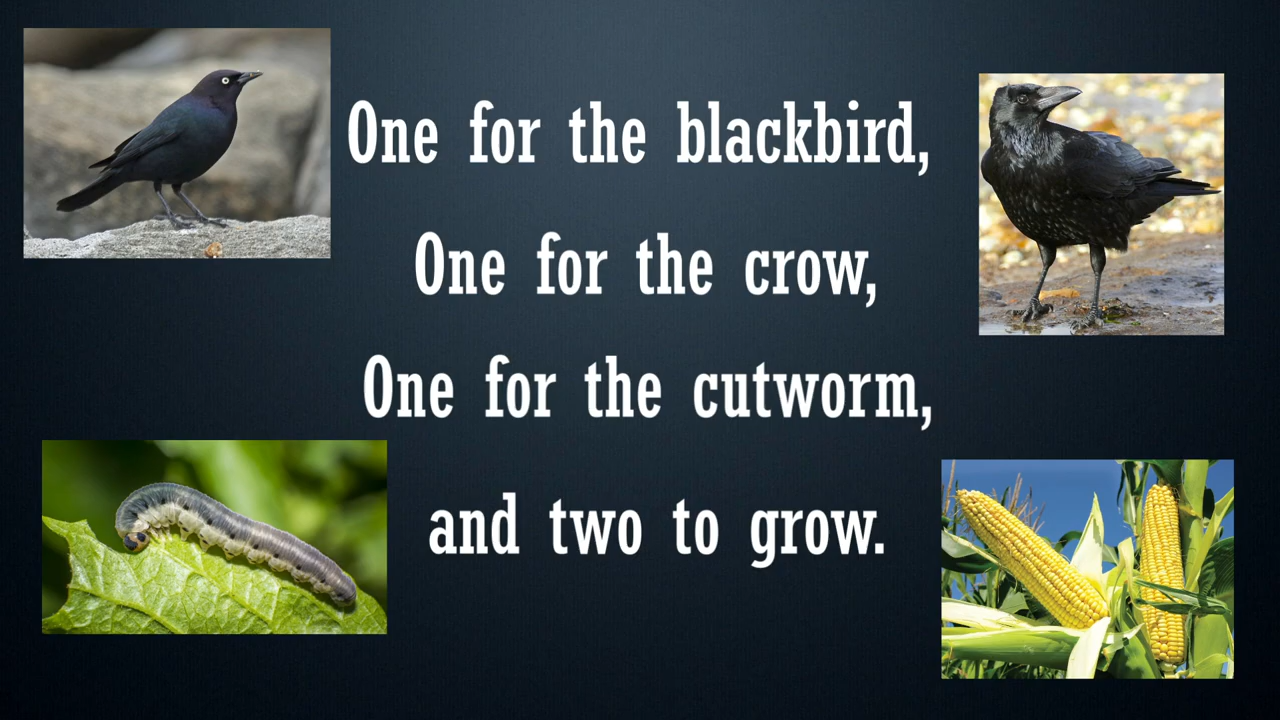 One for the blackbird,
One for the crow,
One for the cutworm,
and two to grow.